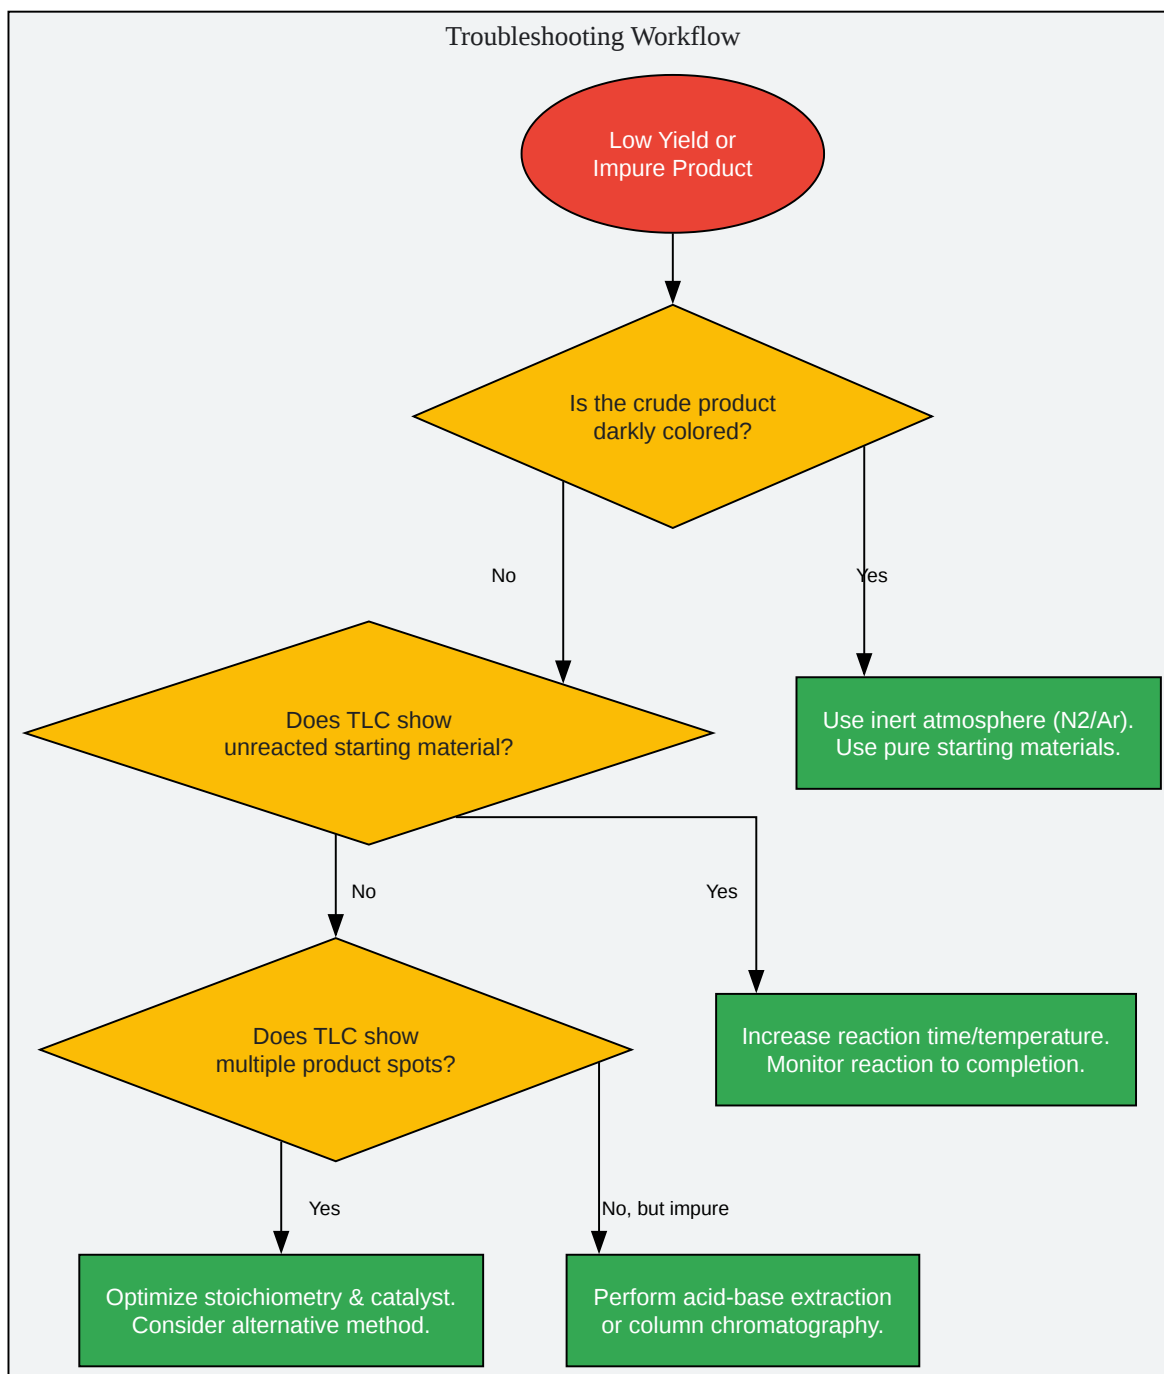 Troubleshooting Workflow
Low Yield or
Impure Product
Is the crude product
darkly colored?
No
Yes
Does TLC show
unreacted starting material?
Use inert atmosphere (N2/Ar).
Use pure starting materials.
No
Yes
Does TLC show
multiple product spots?
Increase reaction time/temperature.
Monitor reaction to completion.
Yes
No, but impure
Optimize stoichiometry & catalyst.
Consider alternative method.
Perform acid-base extraction
or column chromatography.